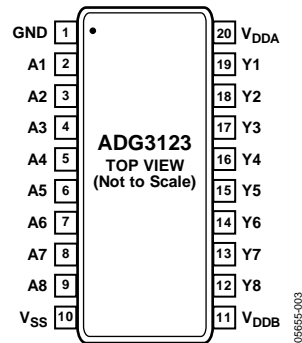 GND 1 20 VDDA
A1 2 19 Y1
A2 3 18 Y2
A3 4 17 Y3
ADG3123
A4 5 16 Y4
TOP VIEW
(Not to Scale)
A5 6 15 Y5
A6 7 14 Y6
A7 8 13 Y7
A8 9 12 Y8
VSS 10 11 VDDB
05655-003